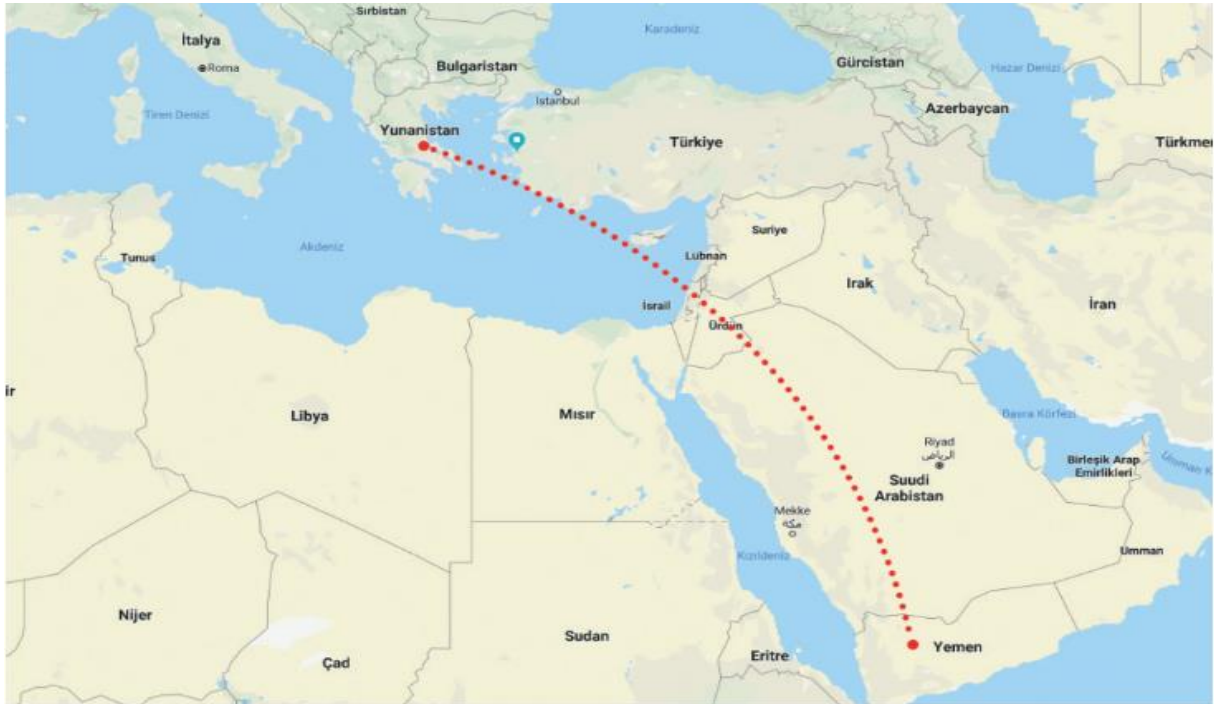 Sırbistan
İtalya
Roma
Karadeniz
Bulgaristan
Gürcistan
Hazar Denizi
İstanbul
Azerbaycan
Tiren Denizi
Yunanistan
Türkiye
Türkmen
Suriye
Akdeniz
Tunus
Lübnan
Irak
İsrail
İran
Ürdün
ir
Libya
Mısır
Basra Körfezi
Riyad
الرياض
Birleşik Arap
Emirlikleri
Umman K
Suudi
Arabistan
Mekke
مكة
Kızıldeniz
Umman
Nijer
Sudan
Yemen
Eritre
Çad